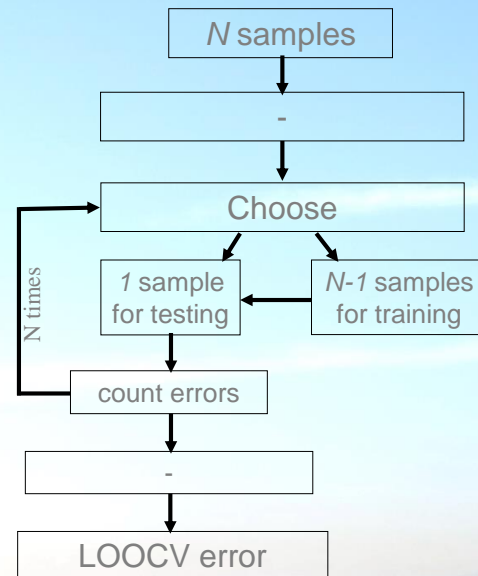 N samples
-
Choose
1 sample
for testing
N-1 samples
for training
N times
count errors
-
LOOCV error